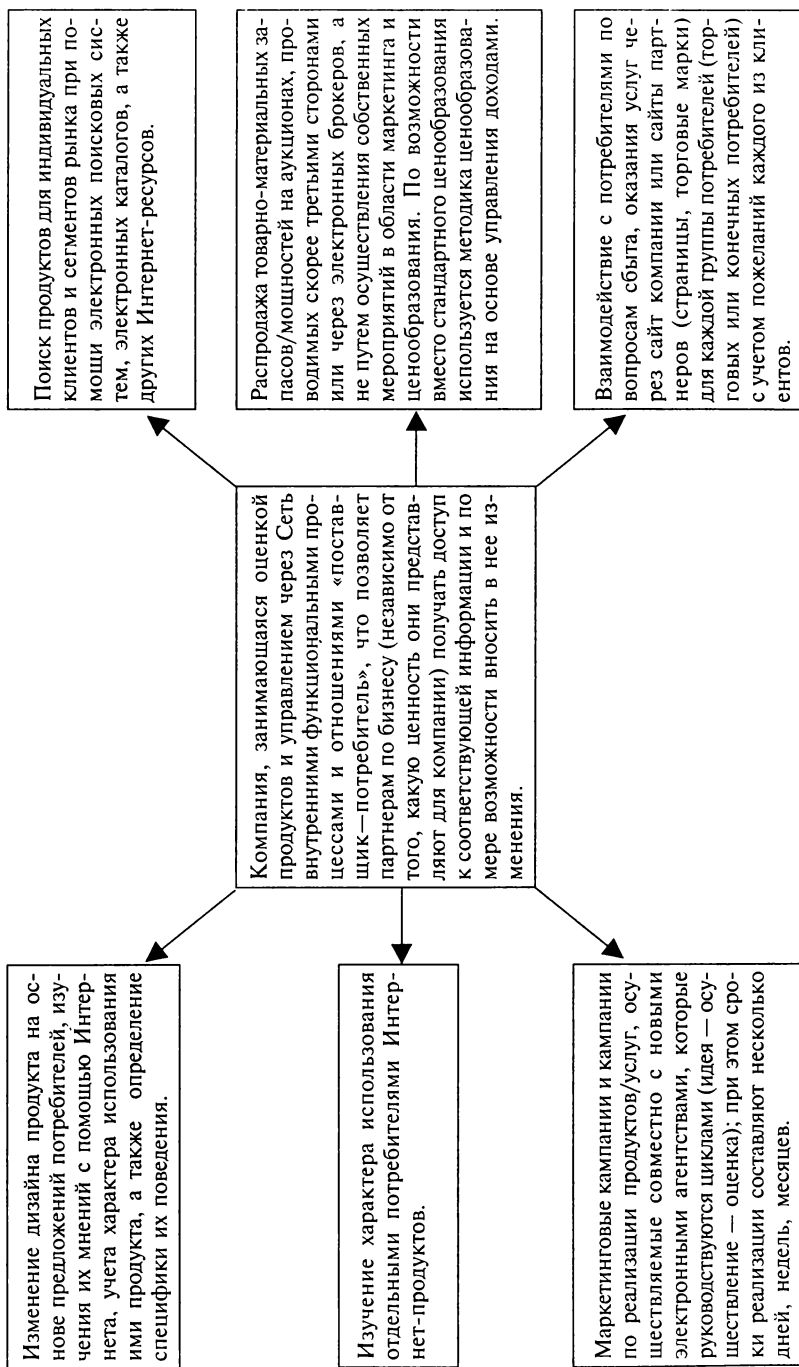 Изменение дизайна продукта на ос-
нове предложений потребителей, изу-
чения их мнений с помощью Интер-
нета, учета характера использования
ими продукта, а также определение
специфики их поведения.
Изучение характера использования
отдельными потребителями Интер-
нет-продуктов.
Маркетинговые кампании и кампании
по реализации продуктов/услуг, осу-
ществляемые совместно с новыми
электронными агентствами, которые
руководствуются циклами (идея — осу-
ществление — оценка); при этом сро-
ки реализации составляют несколько
дней, недель, месяцев.
Компания, занимающаяся оценкой
продуктов и управлением через Сеть
внутренними функциональными про-
цессами и отношениями «постав-
щик—потребитель», что позволяет
партнерам по бизнесу (независимо от
того, какую ценность они представ-
ляют для компании) получать доступ
к соответствующей информации и по
мере возможности вносить в нее из-
менения.
Поиск продуктов для индивидуальных
клиентов и сегментов рынка при по-
мощи электронных поисковых сис-
тем, электронных каталогов, а также
других Интернет-ресурсов.
Распродажа товарно-материальных за-
пасов/мощностей на аукционах, про-
водимых скорее третьими сторонами
или через электронных брокеров, а
не путем осуществления собственных
мероприятий в области маркетинга и
ценообразования. По возможности
вместо стандартного ценообразования
используется методика ценообразова-
ния на основе управления доходами.
Взаимодействие с потребителями по
вопросам сбыта, оказания услуг че-
рез сайт компании или сайты парт-
неров (страницы, торговые марки)
для каждой группы потребителей (тор-
говых или конечных потребителей)
с учетом пожеланий каждого из кли-
ентов.